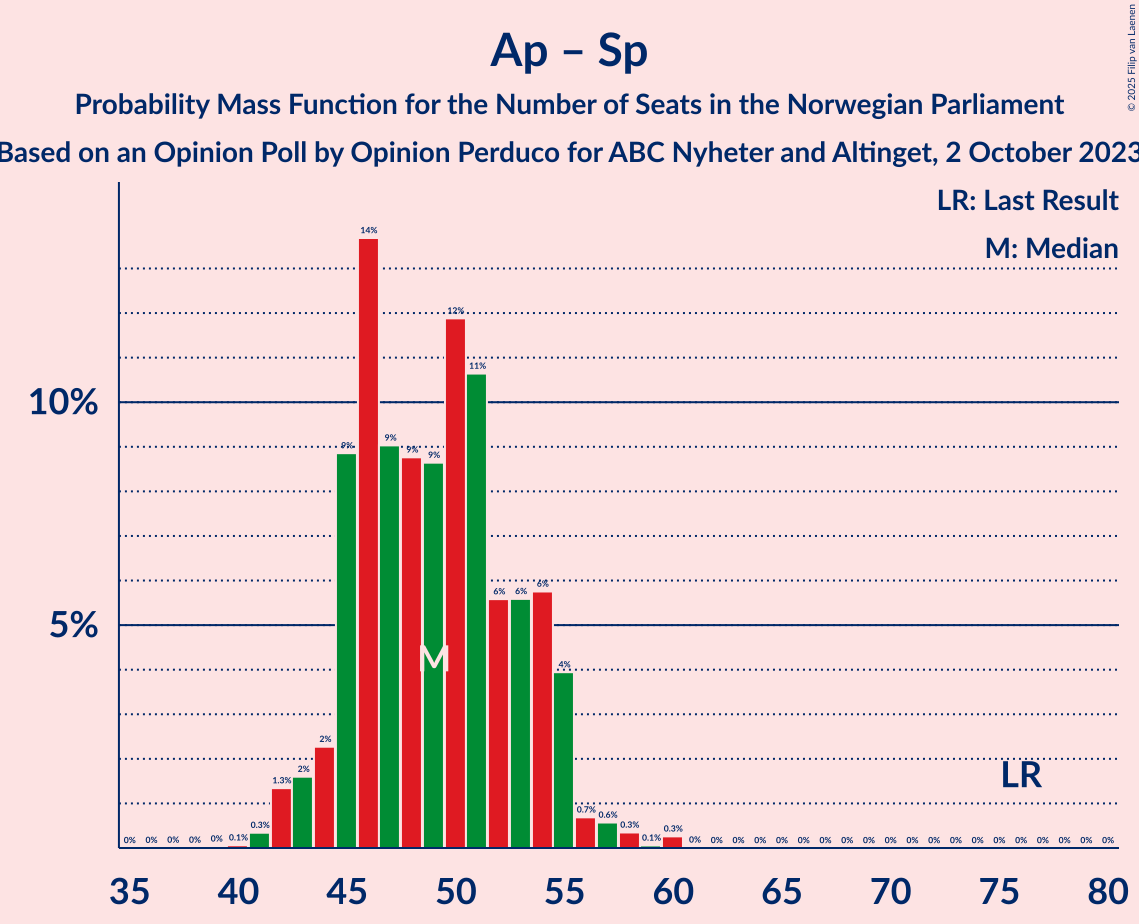 Ap – Sp
Probability Mass Function for the Number of Seats in the Norwegian Parliament
Based on an Opinion Poll by Opinion Perduco for ABC Nyheter and Altinget, 2 October 2023
© 2025 Filip van Laenen
LR: Last Result
M: Median
10%
5%
0% 0% 0% 0% 0% 0.1% 0.3% 1.3% 2% 2% 9% 14% 9% 9% 9% 12% 11% 6% 6% 6% 4% 0.7% 0.6% 0.3% 0.1% 0.3% 0% 0% 0% 0% 0% 0% 0% 0% 0% 0% 0% 0% 0% 0% 0% 0% 0% 0% 0% 0%
M
LR
35 40 45 50 55 60 65 70 75 80